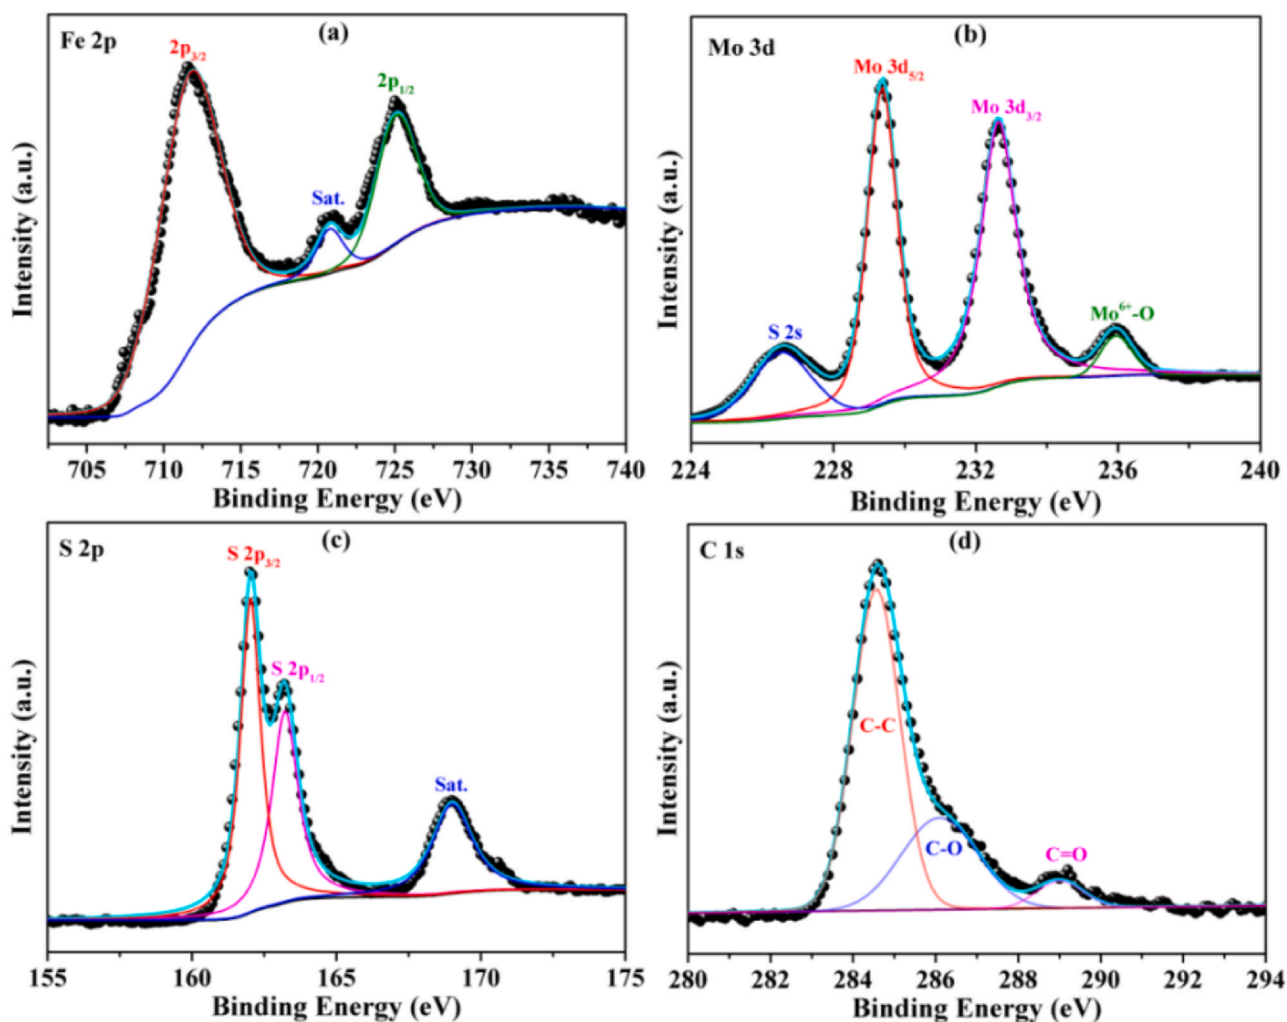 Fe 2p
(a)
2p3/2
2p1/2
Sat.
Intensity (a.u.)
705 710 715 720 725 730 735 740
Binding Energy (eV)
Mo 3d
(b)
Mo 3d5/2
Mo 3d3/2
S 2s
Mo6+-O
Intensity (a.u.)
224 228 232 236 240
Binding Energy (eV)
S 2p
(c)
S 2p3/2
S 2p1/2
Sat.
Intensity (a.u.)
155 160 165 170 175
Binding Energy (eV)
C 1s
(d)
C-C
C-O
C=O
Intensity (a.u.)
280 282 284 286 288 290 292 294
Binding Energy (eV)